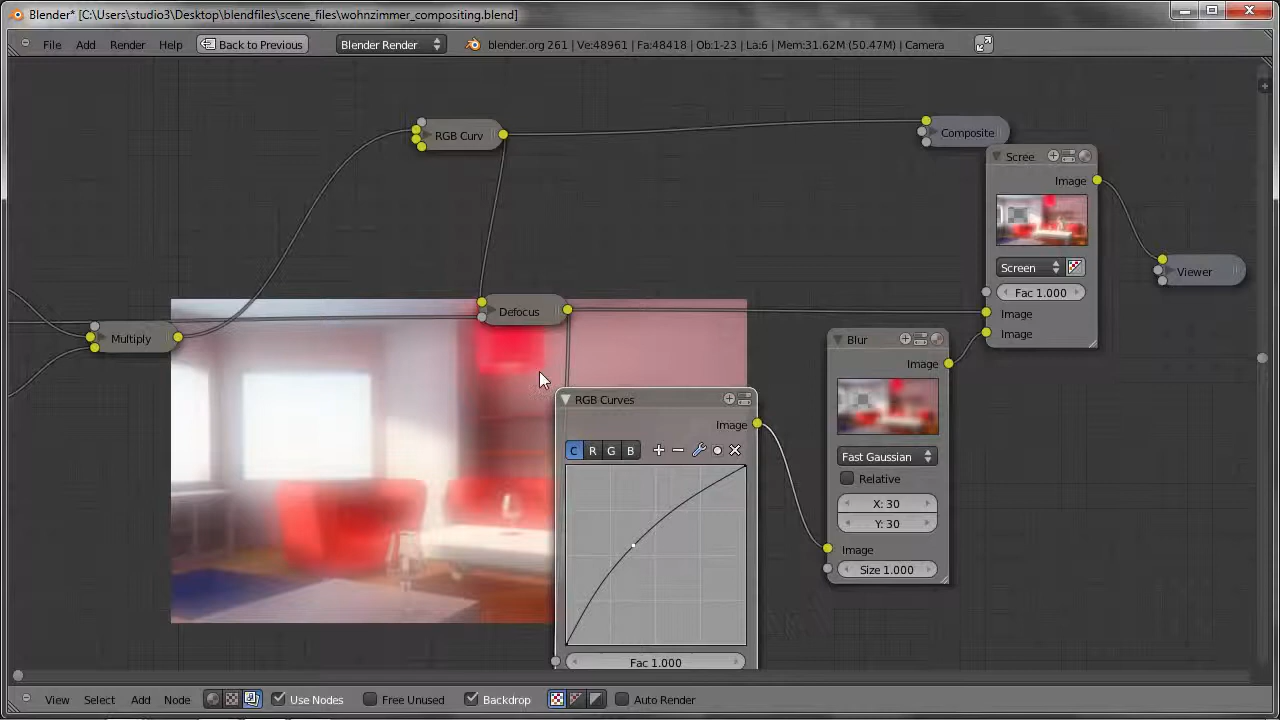 Blender* [C:\Users\studio3\Desktop\blendfiles\scene_files\wohnzimmer_compositing.blend]
File Add Render Help Back to Previous Blender Render blender.org 261 | Ve:48961 | Fa:48418 | Ob:1-23 | La:6 | Mem:31.62M (50.47M) | Camera
RGB Curv
Composite
Scree
Image
Screen
Fac 1.000
Image
Image
Viewer
Defocus
Multiply
Blur
Image
Fast Gaussian
Relative
X: 30
Y: 30
Image
Size 1.000
RGB Curves
Image
C R G B
Fac 1.000
View Select Add Node Use Nodes Free Unused Backdrop Auto Render